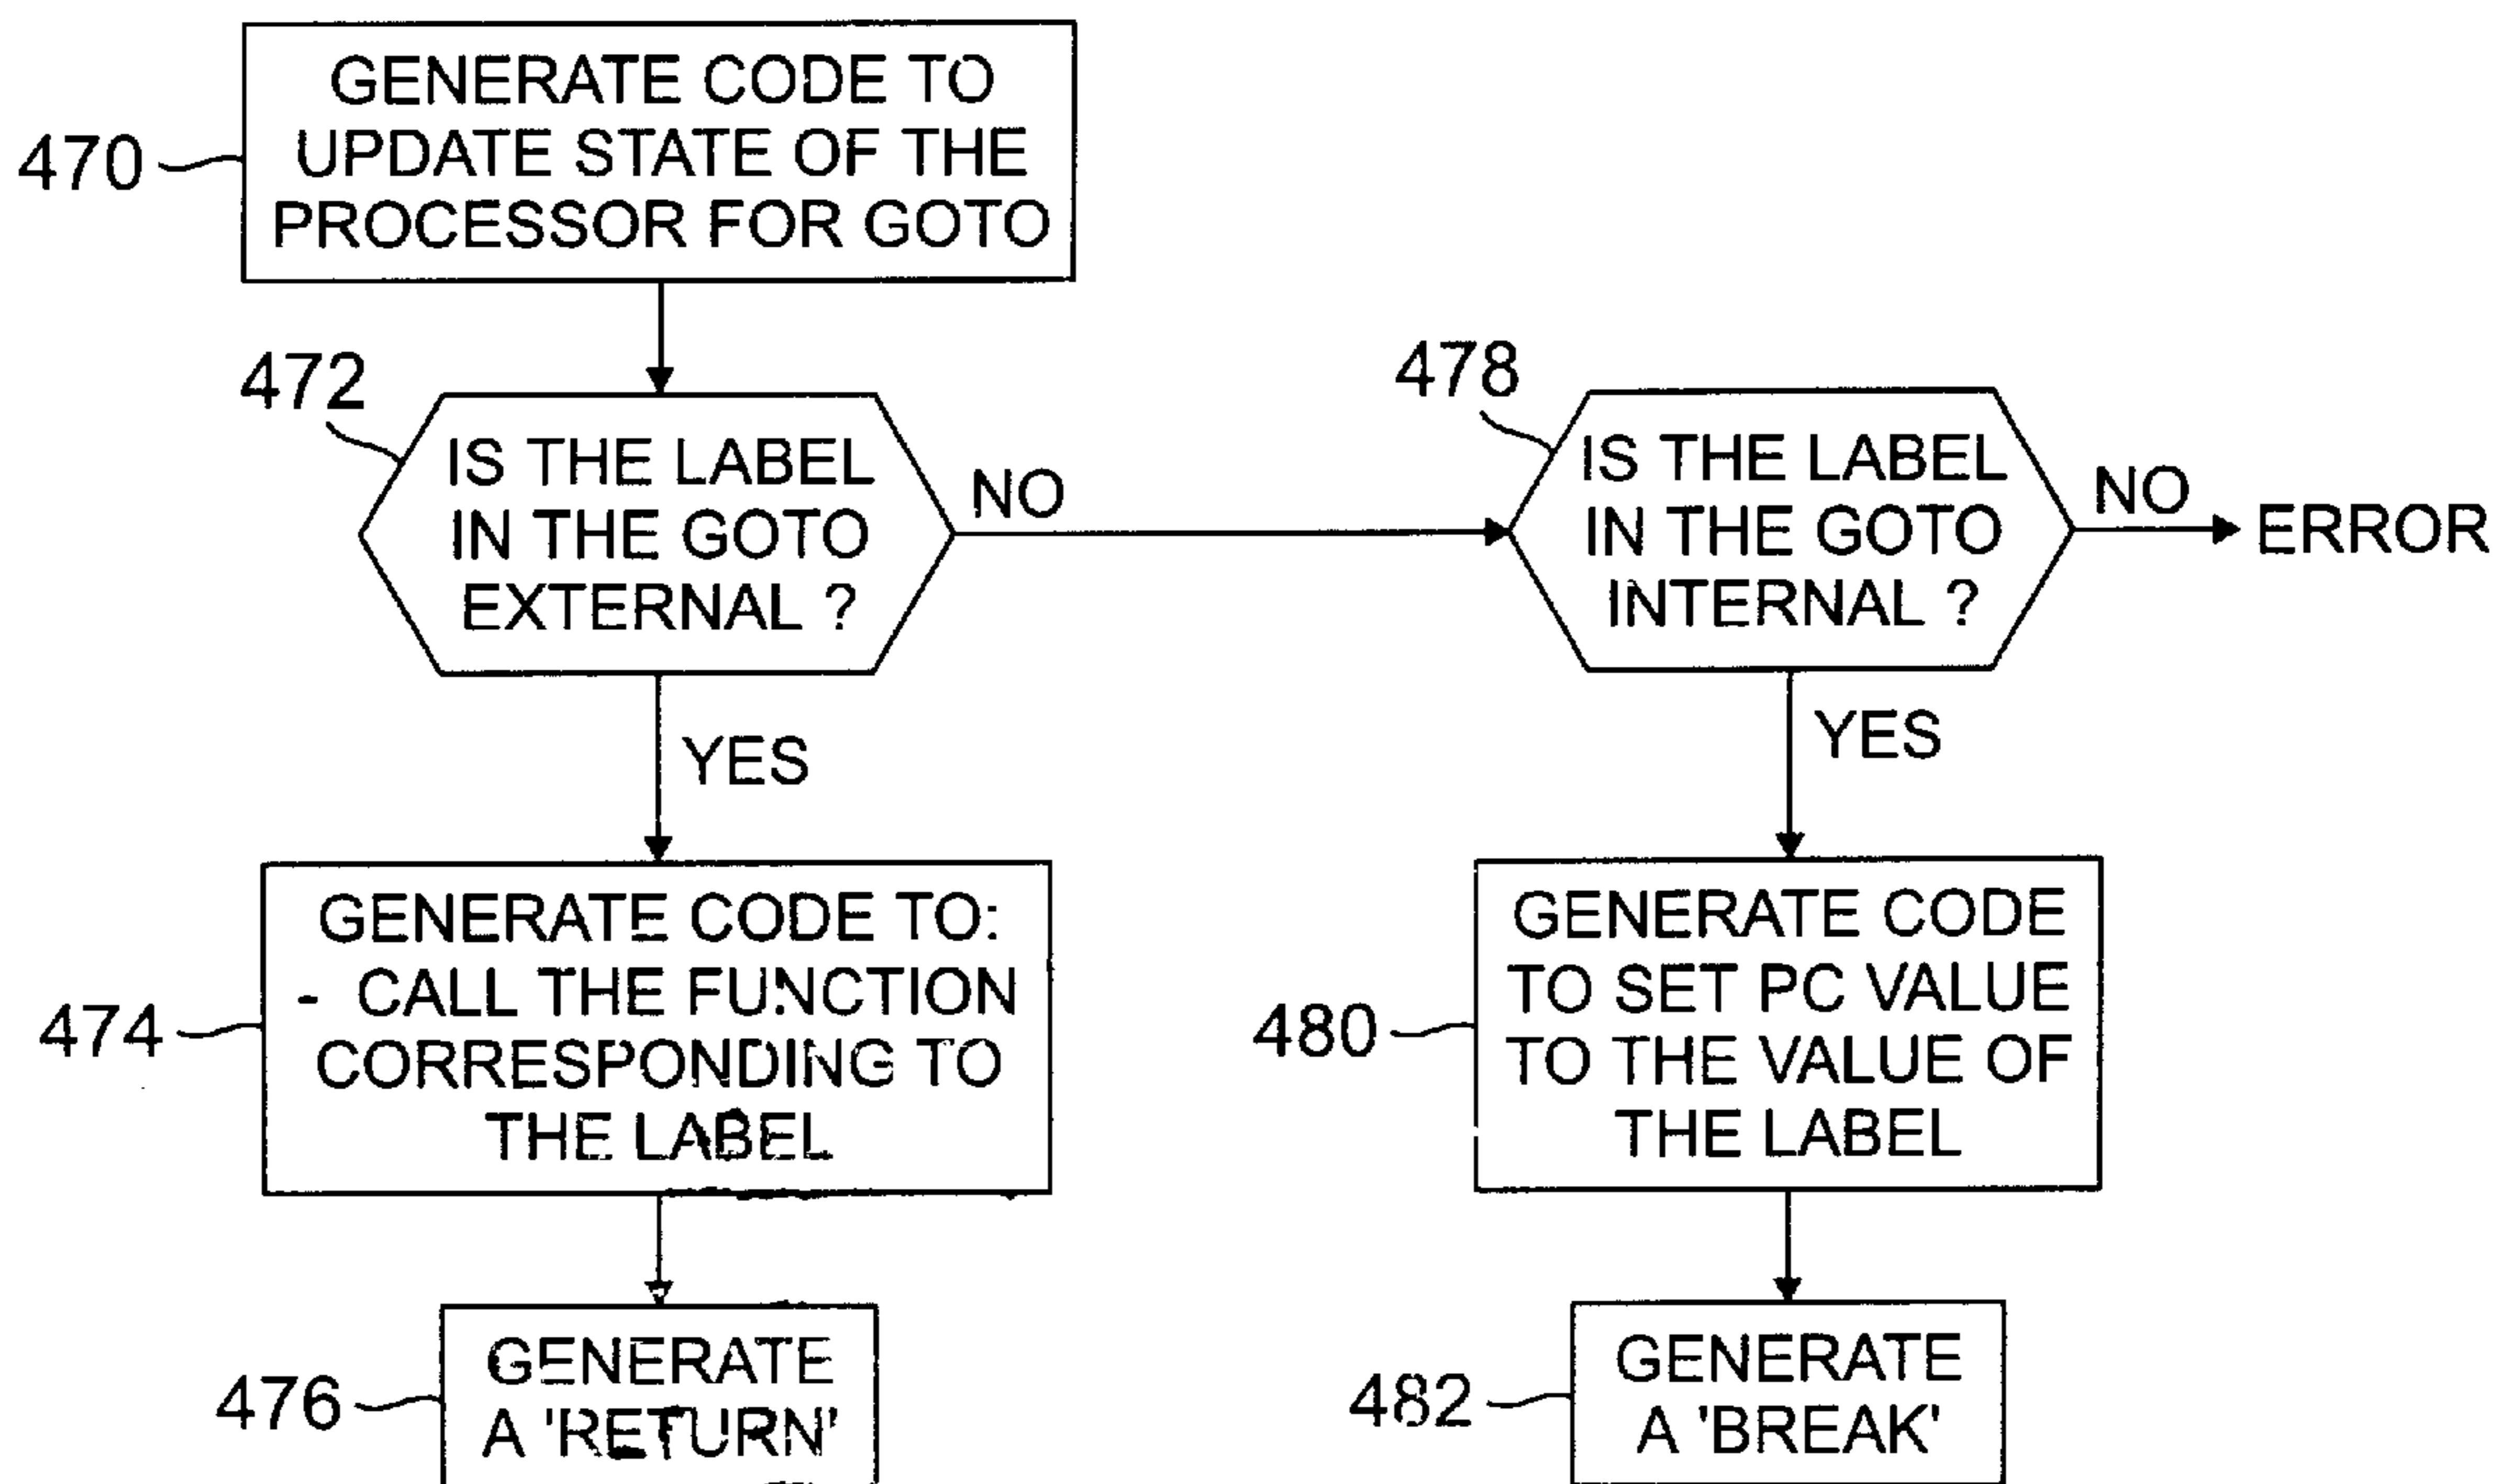 GENERATE CODE TO
UPDATE STATE OF THE
PROCESSOR FOR GOTO
470
472
IS THE LABEL
IN THE GOTO
EXTERNAL ?
NO
478
IS THE LABEL
IN THE GOTO
INTERNAL ?
NO
ERROR
YES
YES
GENERATE CODE TO:
- CALL THE FUNCTION
CORRESPONDING TO
THE LABEL
474
GENERATE CODE
TO SET PC VALUE
TO THE VALUE OF
THE LABEL
480
GENERATE
A 'RETURN'
476
GENERATE
A 'BREAK'
482